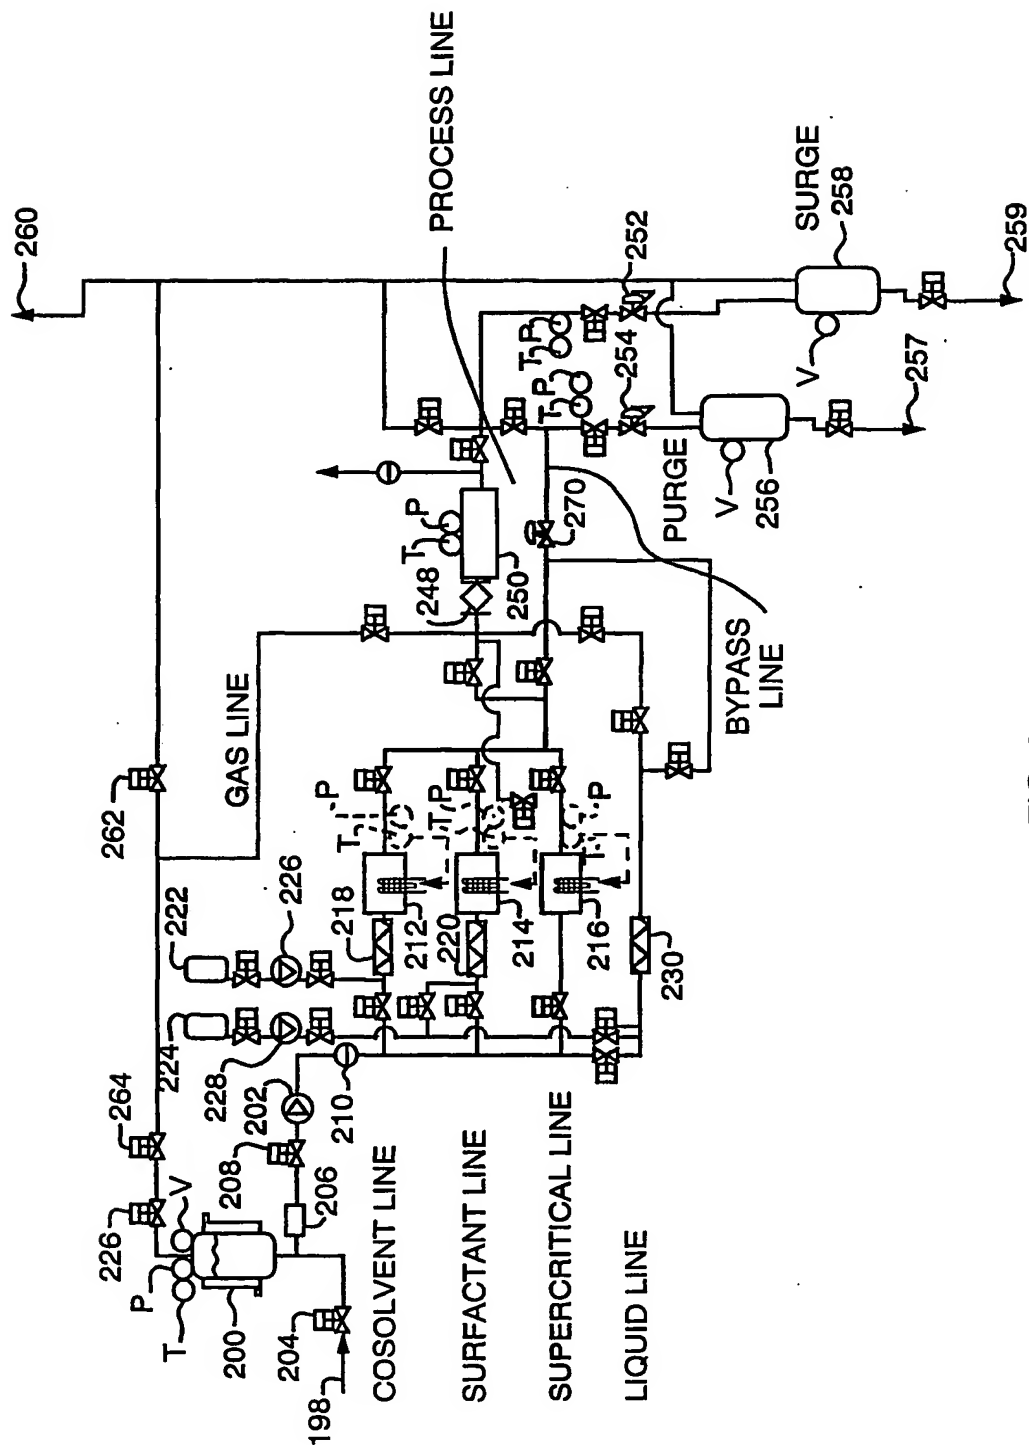 260
262
226
P
T
264
V
222
224
200
GAS LINE
228
202
226
204
198
208
206
218
T
P
210
COSOLVENT LINE
212
220
T
P
248
T
P
PROCESS LINE
SURFACTANT LINE
214
250
T
P
T
P
SUPERCRITICAL LINE
216
T
P
270
254
252
LIQUID LINE
230
PURGE
V
256
BYPASS
LINE
V
SURGE
258
257
259